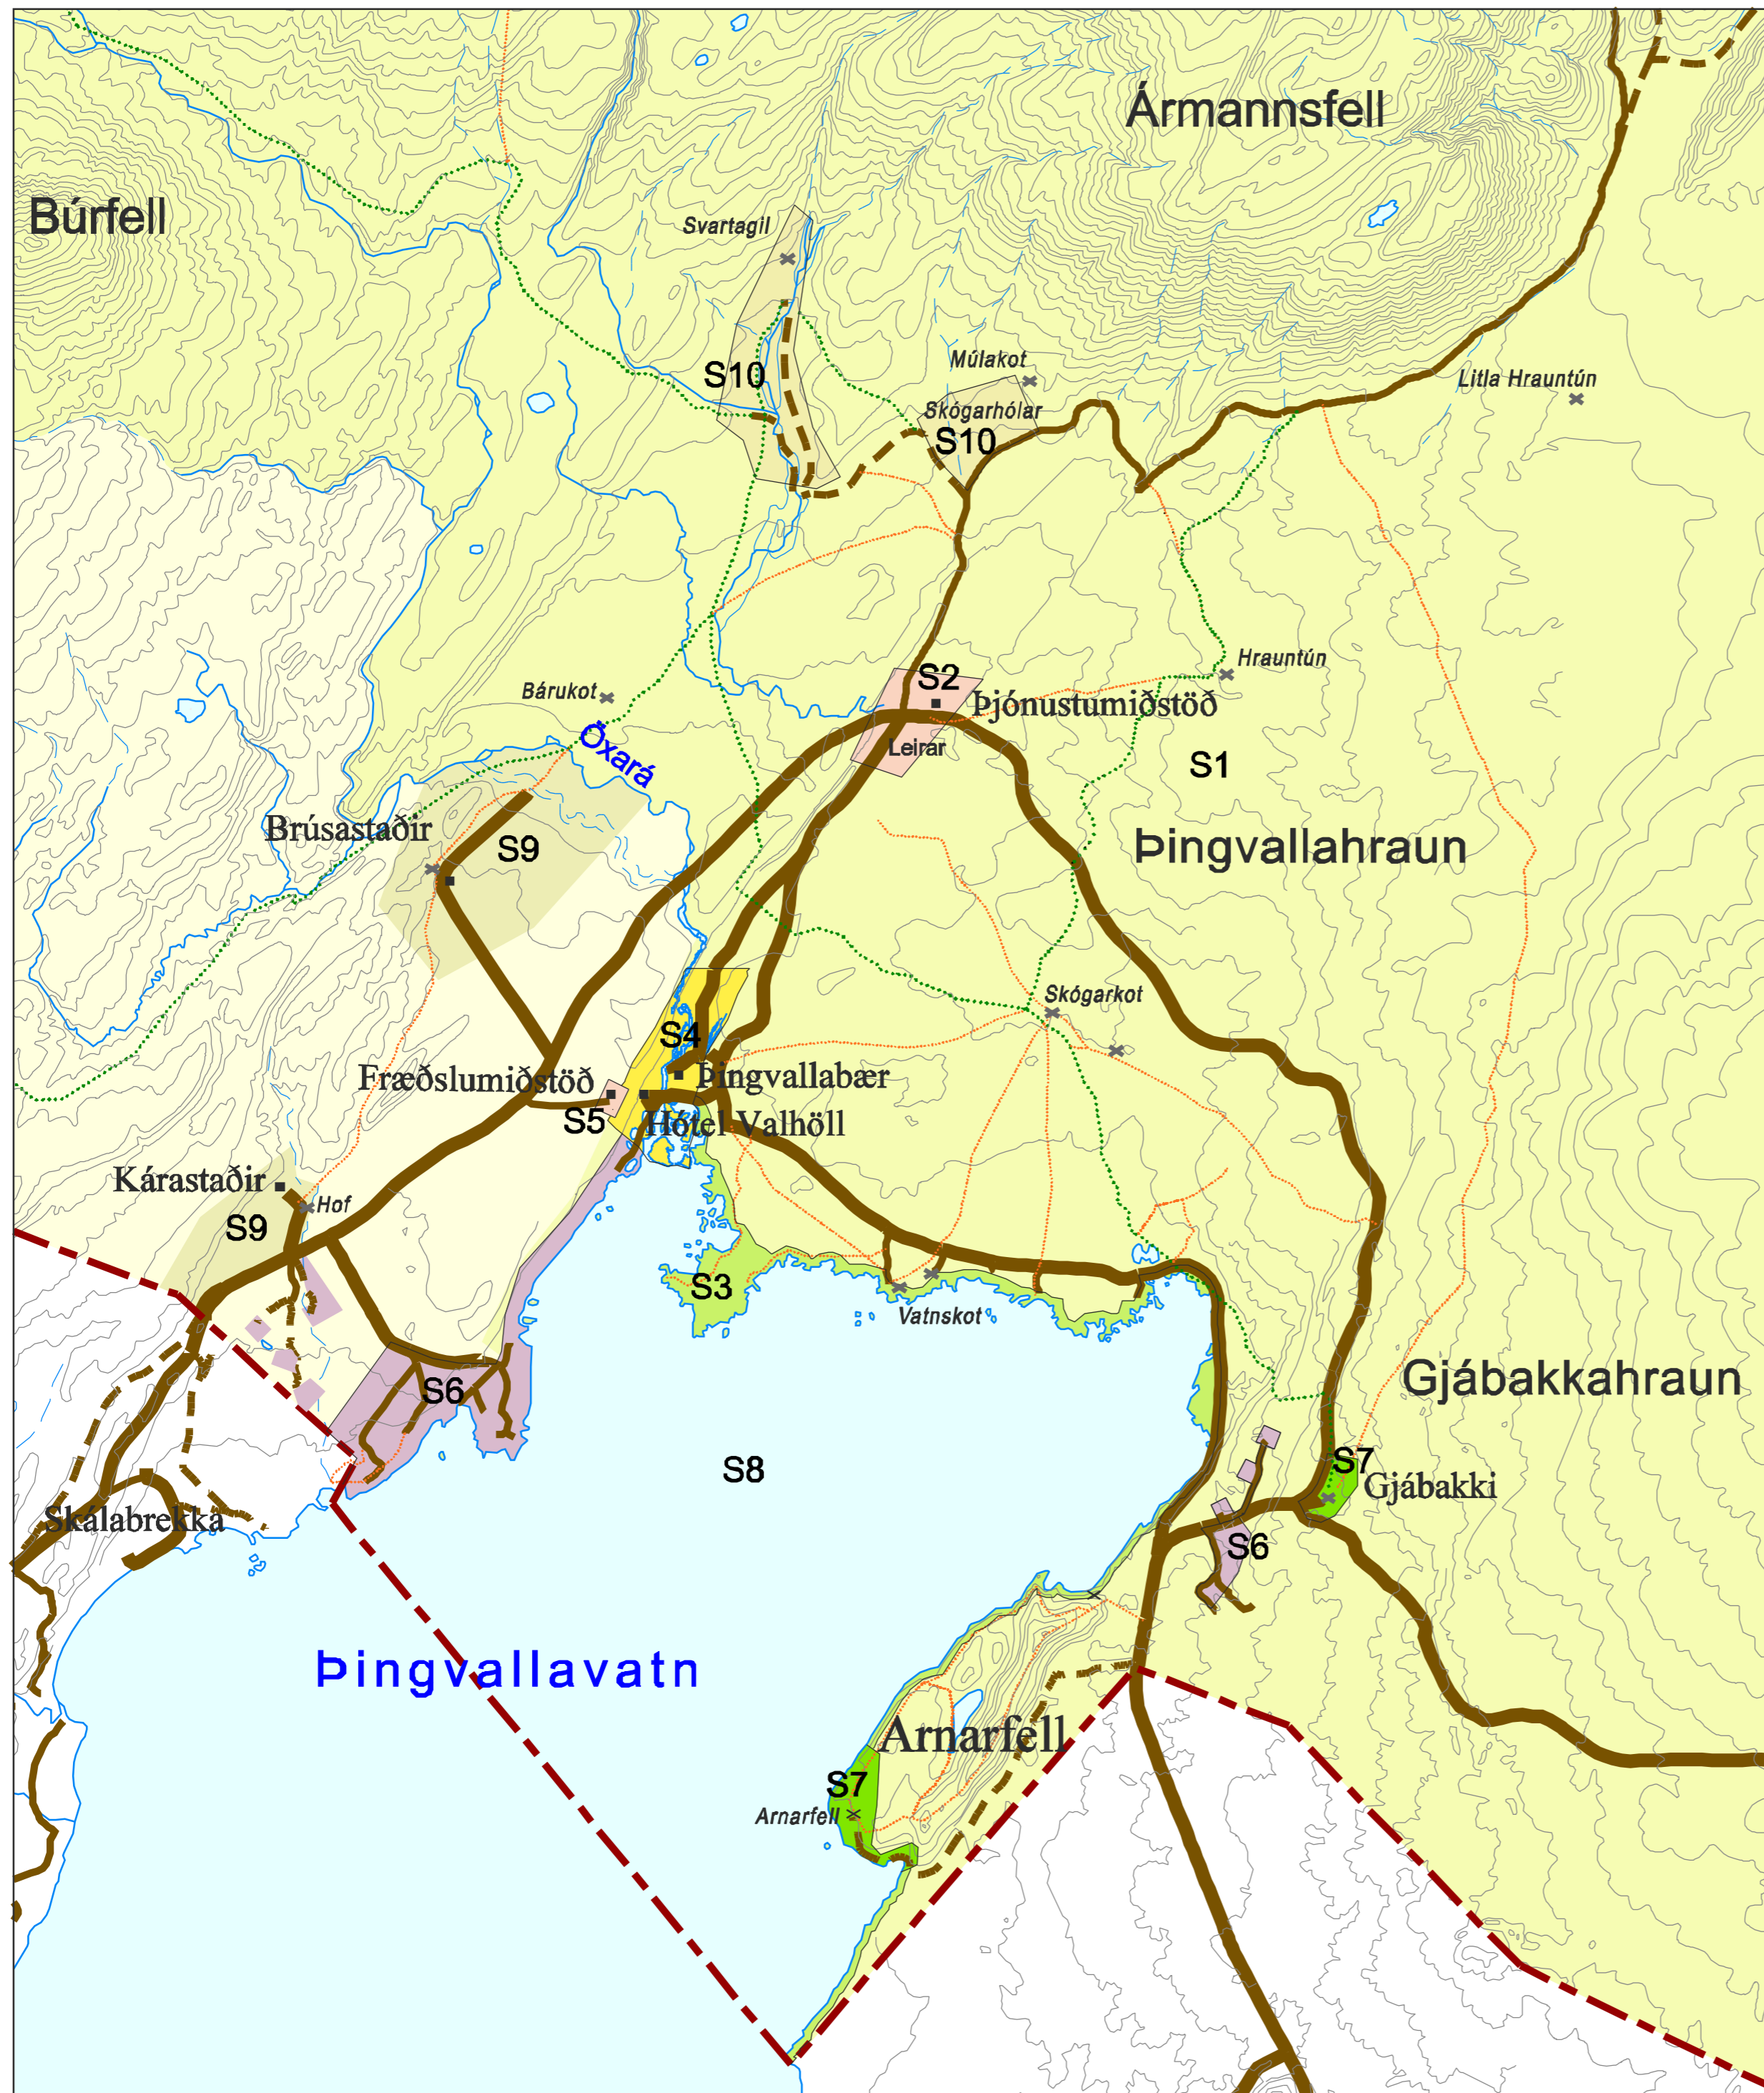 Ármannsfell
Búrfell
Svartagil
S10
Múlakot
Litla Hrauntún
Skógarhólar
S10
Hrauntún
S2
Bárukot
Þjónustumiðstöð
Öxará
Leirar
S1
Brúsastaðir
S9
Þingvallahraun
Skógarkot
S4
Fræðslumiðstöð
Þingvallabær
S5
Hótel Valhöll
Kárastaðir
Hof
S9
S3
Vatnskot
S6
Gjábakkahraun
S8
S7
Gjábakki
Skálabrekka
S6
Þingvallavatn
Arnarfell
S7
Arnarfell